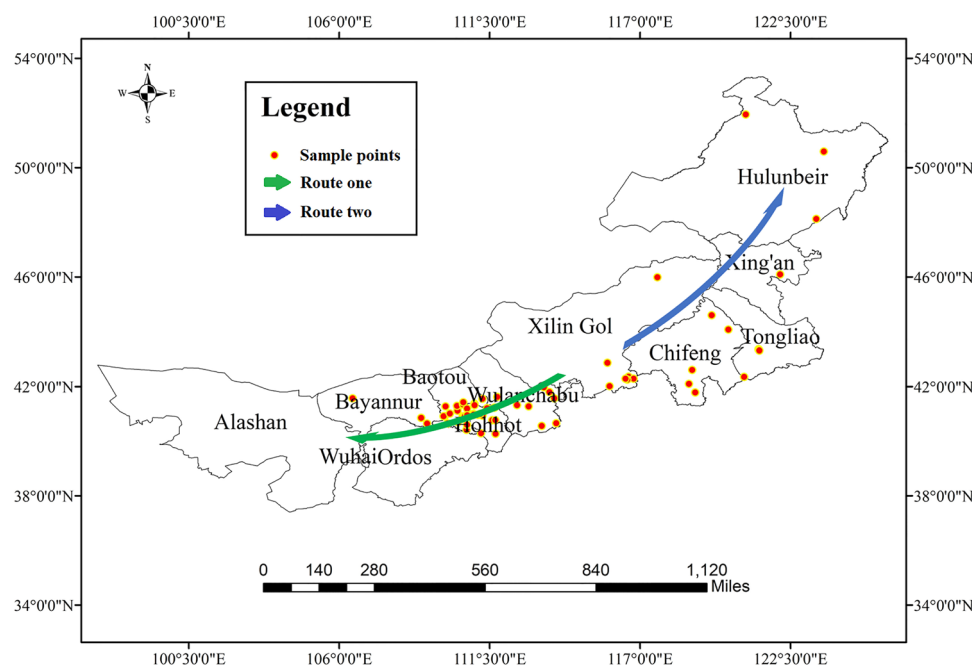 100°30'0"E 106°0'0"E 111°30'0"E 117°0'0"E 122°30'0"E
54°0'0"N 54°0'0"N
N
W E
S
Legend
Sample points
Route one
Route two
50°0'0"N 50°0'0"N
Hulunbeir
46°0'0"N 46°0'0"N
Xing'an
Xilin Gol
Tongliao
Chifeng
42°0'0"N 42°0'0"N
Baotou
Wulanchabu
Bayannur
Alashan
Hohhot
WuhaiOrdos
38°0'0"N 38°0'0"N
0 140 280 560 840 1,120
Miles
34°0'0"N 34°0'0"N
100°30'0"E 106°0'0"E 111°30'0"E 117°0'0"E 122°30'0"E